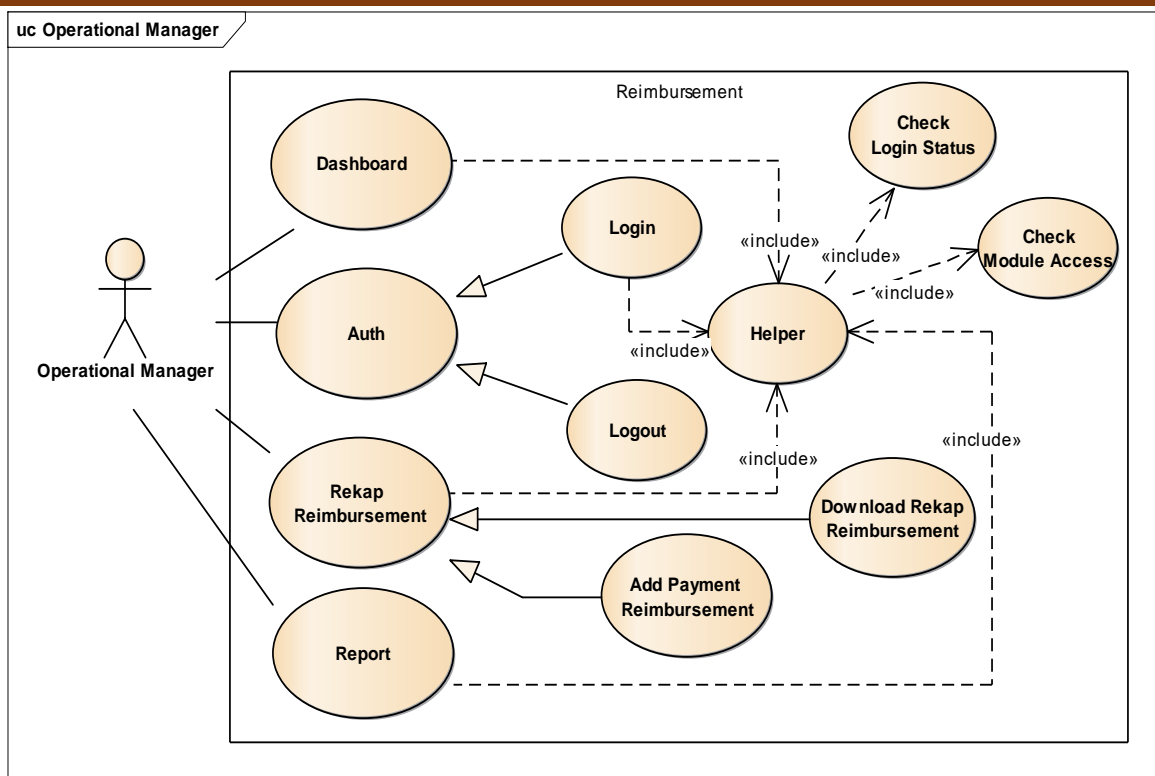 uc Operational Manager
Reimbursement
Check
Login Status
Dashboard
Login
«include»
«include»
Check
Module Access
«include»
Operational Manager
Auth
Helper
«include»
Logout
«include»
«include»
Rekap
Reimbursement
Download Rekap
Reimbursement
Add Payment
Reimbursement
Report